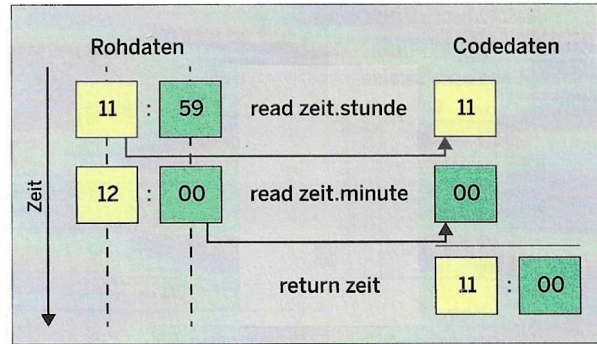 Rohdaten Codedaten
11 : 59 read zeit.stunde 11
12 : 00 read zeit.minute 00
return zeit 11 : 00
Zeit